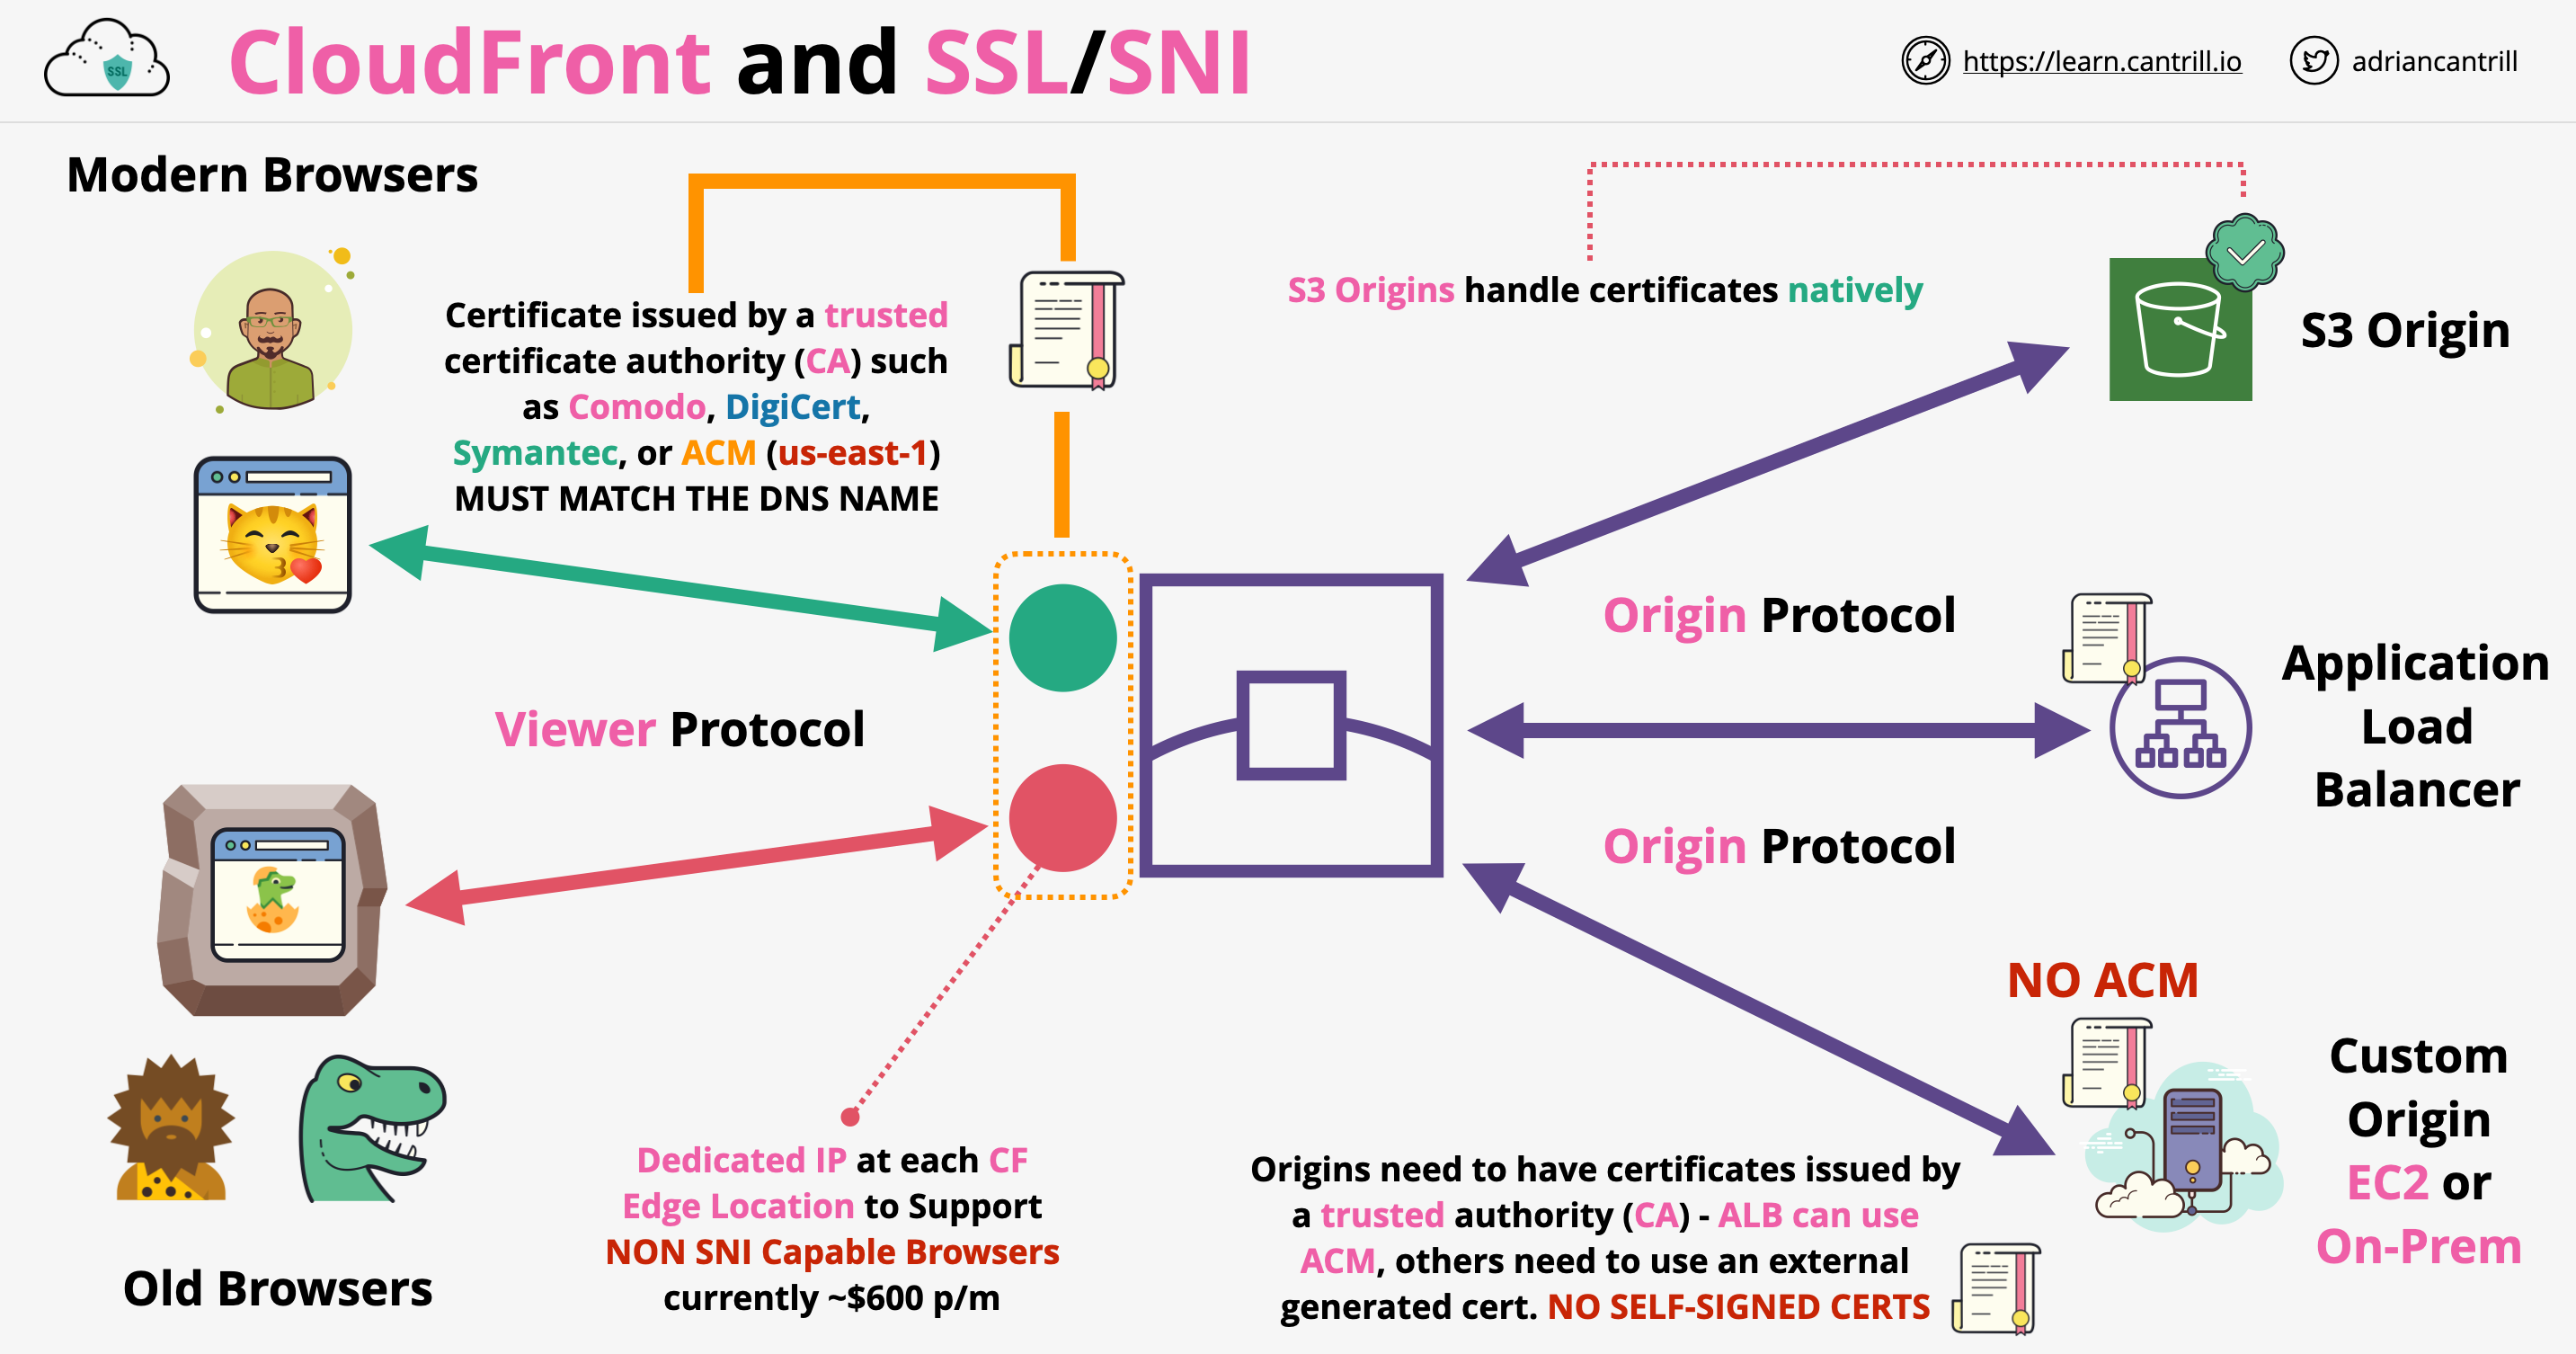 SSL
CloudFront and SSL/SNI
https://learn.cantrill.io
adriancantrill
Modern Browsers
Certificate issued by a trusted
certificate authority (CA) such
as Comodo, DigiCert,
Symantec, or ACM (us-east-1)
MUST MATCH THE DNS NAME
S3 Origins handle certificates natively
S3 Origin
Viewer Protocol
Origin Protocol
Application
Load
Balancer
Origin Protocol
NO ACM
Custom
Origin
EC2 or
On-Prem
Old Browsers
Dedicated IP at each CF
Edge Location to Support
NON SNI Capable Browsers
currently ~$600 p/m
Origins need to have certificates issued by
a trusted authority (CA) - ALB can use
ACM, others need to use an external
generated cert. NO SELF-SIGNED CERTS